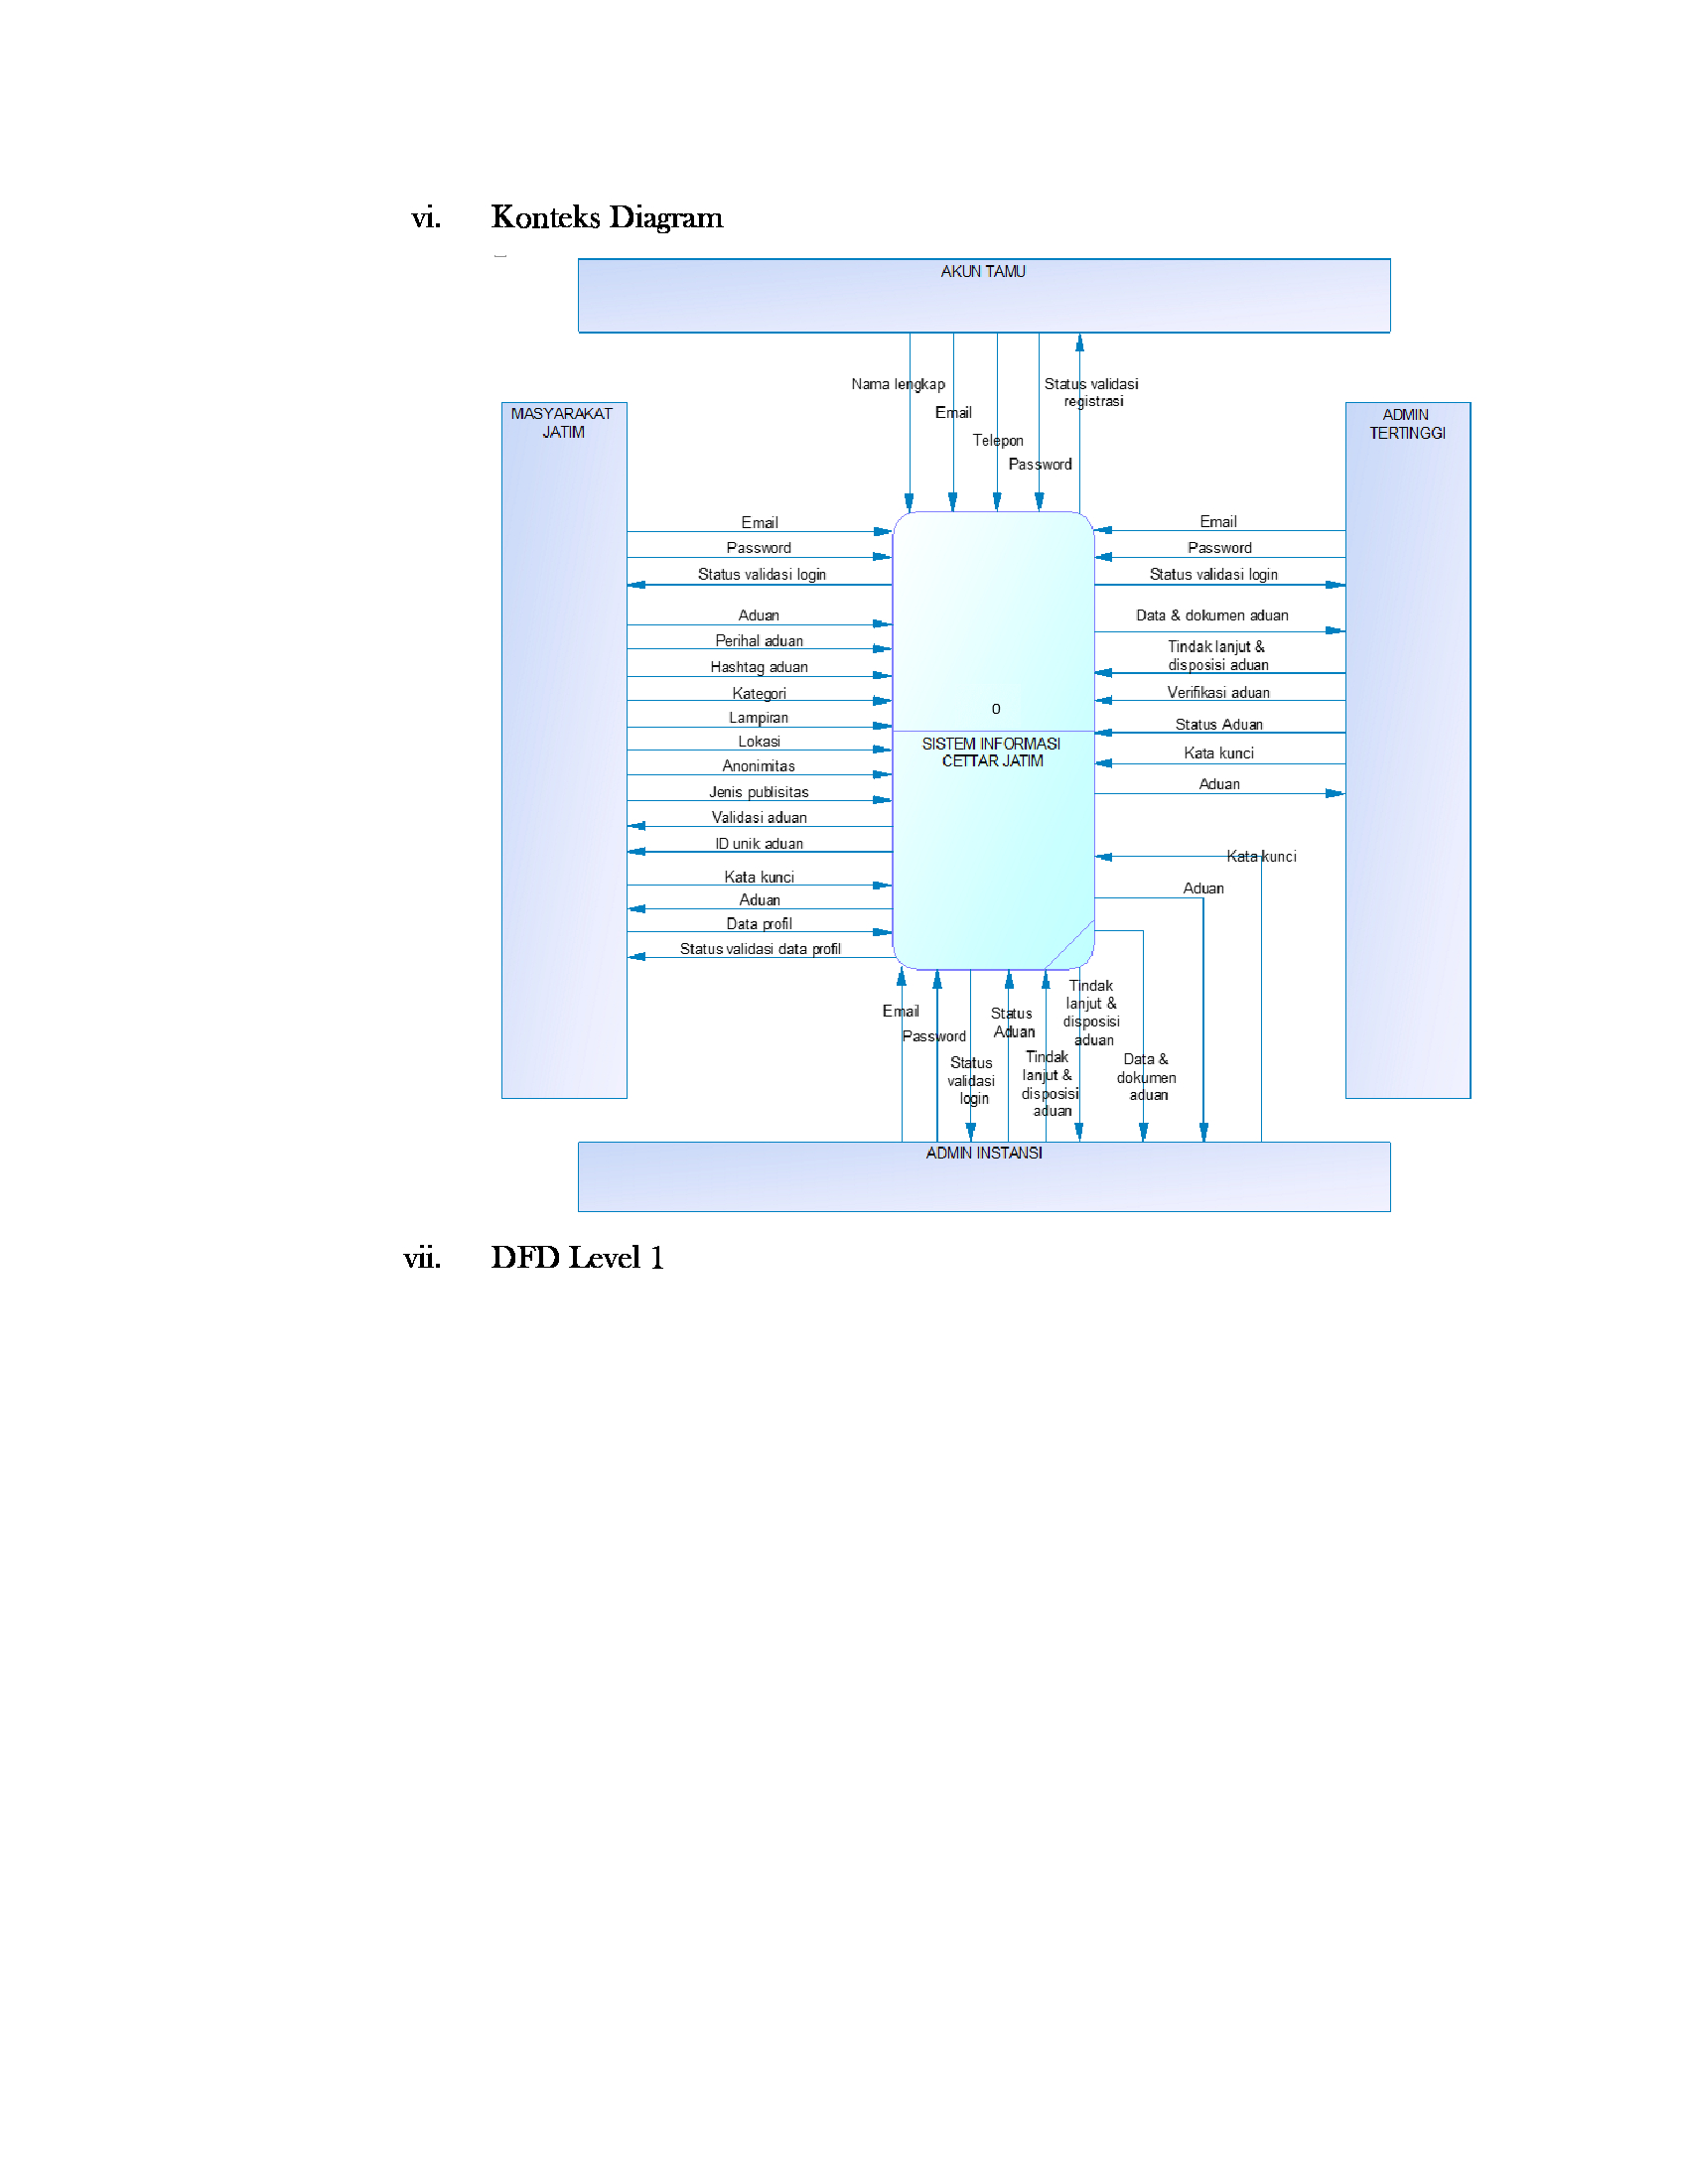 vi. Konteks Diagram
AKUN TAMU
Nama lengkap
Email
Telepon
Password
Status validasi
registrasi
MASYARAKAT
JATIM
ADMIN
TERTINGGI
Email
Password
Status validasi login
Aduan
Perihal aduan
Hashtag aduan
Kategori
Lampiran
Lokasi
Anonimitas
Jenis publisitas
Validasi aduan
ID unik aduan
Kata kunci
Aduan
Data profil
Status validasi data profil
0
SISTEM INFORMASI
CETTAR JATIM
Email
Password
Status validasi login
Data & dokumen aduan
Tindak lanjut &
disposisi aduan
Verifikasi aduan
Status Aduan
Kata kunci
Aduan
Kata kunci
Aduan
Email
Password
Status
validasi
login
Status
Aduan
Tindak
lanjut &
disposisi
aduan
Tindak
lanjut &
disposisi
aduan
Data &
dokumen
aduan
ADMIN INSTANSI
vii. DFD Level 1